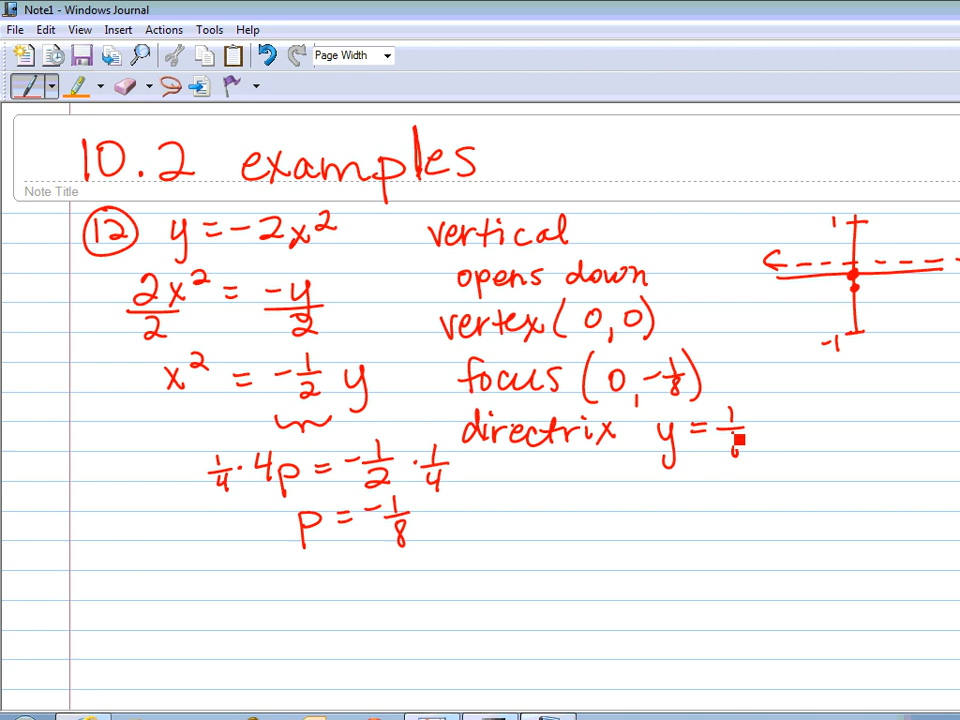 Note1 - Windows Journal
File Edit View Insert Actions Tools Help
Page Width
10.2 examples
Note Title
12 y = -2x² vertical
2x²/2 = -y/2 opens down
vertex (0, 0)
x² = -1/2 y focus (0, -1/8)
directrix y = 1/
1/4 · 4p = -1/2 · 1/4
p = -1/8
1
-1